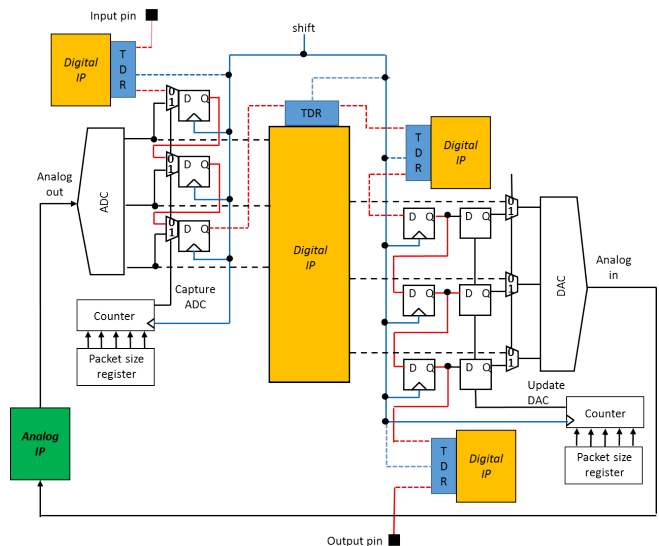 Input pin
shift
Digital
IP
T
D
R
0
1
D Q
TDR
T
D
R
Digital
IP
Analog
out
ADC
0
1
D Q
0
1
D Q
Digital
IP
D Q
D Q
0
1
Analog
in
DAC
Capture
ADC
Counter
Packet size
register
D Q
D Q
0
1
D Q
D Q
0
1
Update
DAC
Counter
Packet size
register
Analog
IP
T
D
R
Digital
IP
Output pin